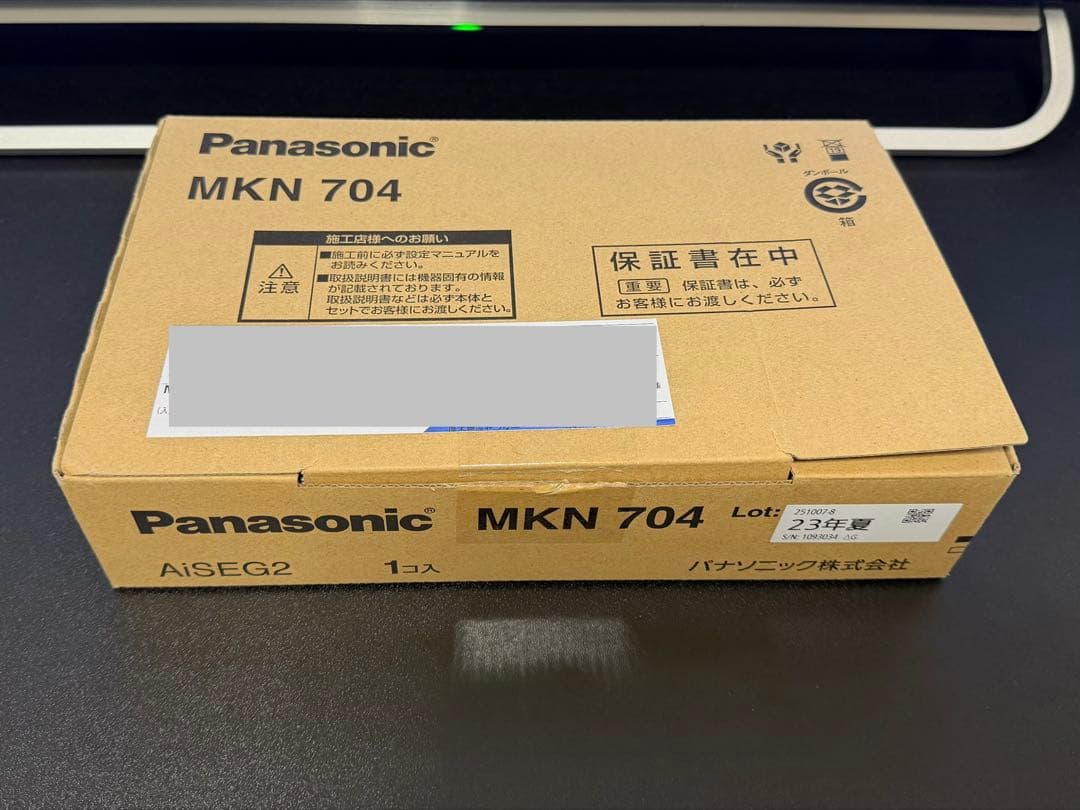 Panasonic®
MKN 704
ダンボール
箱
施工店様へのお願い
注意
■施工前に必ず設定マニュアルを
お読みください。
■取扱説明書には機器固有の情報
が記載されております。
取扱説明書などは必ず本体と
セットでお客様にお渡しください。
保証書在中
重要 保証書は、必ず
お客様にお渡しください。
Panasonic® MKN 704 Lot:
251007-8
23年夏
S/N: 1093034 △G
AiSEG2 1コ入 パナソニック株式会社